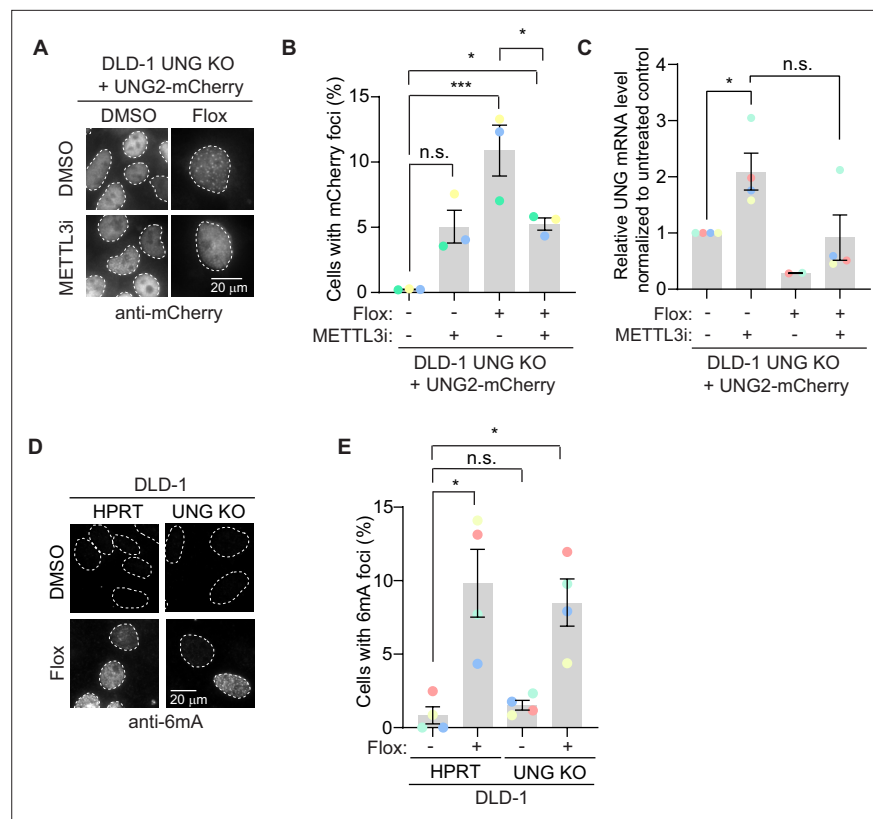 A
DLD-1 UNG KO
+ UNG2-mCherry
DMSO Flox
DMSO
METTL3i
20 μm
anti-mCherry
B
*
*
***
n.s.
Cells with mCherry foci (%)
15
10
5
0
Flox: - - + +
METTL3i: - + - +
DLD-1 UNG KO
+ UNG2-mCherry
C
n.s.
*
Relative UNG mRNA level
normalized to untreated control
4
3
2
1
0
Flox: - - + +
METTL3i: - + - +
DLD-1 UNG KO
+ UNG2-mCherry
D
DLD-1
HPRT UNG KO
DMSO
Flox
20 μm
anti-6mA
E
*
n.s.
*
Cells with 6mA foci (%)
15
10
5
0
Flox: - + - +
HPRT UNG KO
DLD-1